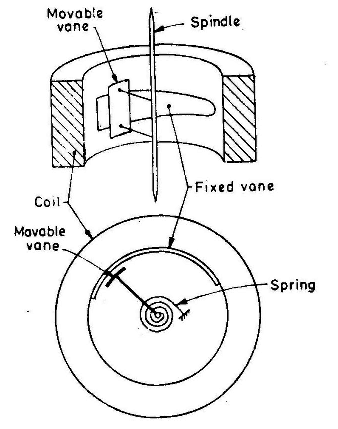 Movable
vane
Spindle
Fixed vane
Coil
Movable
vane
Spring